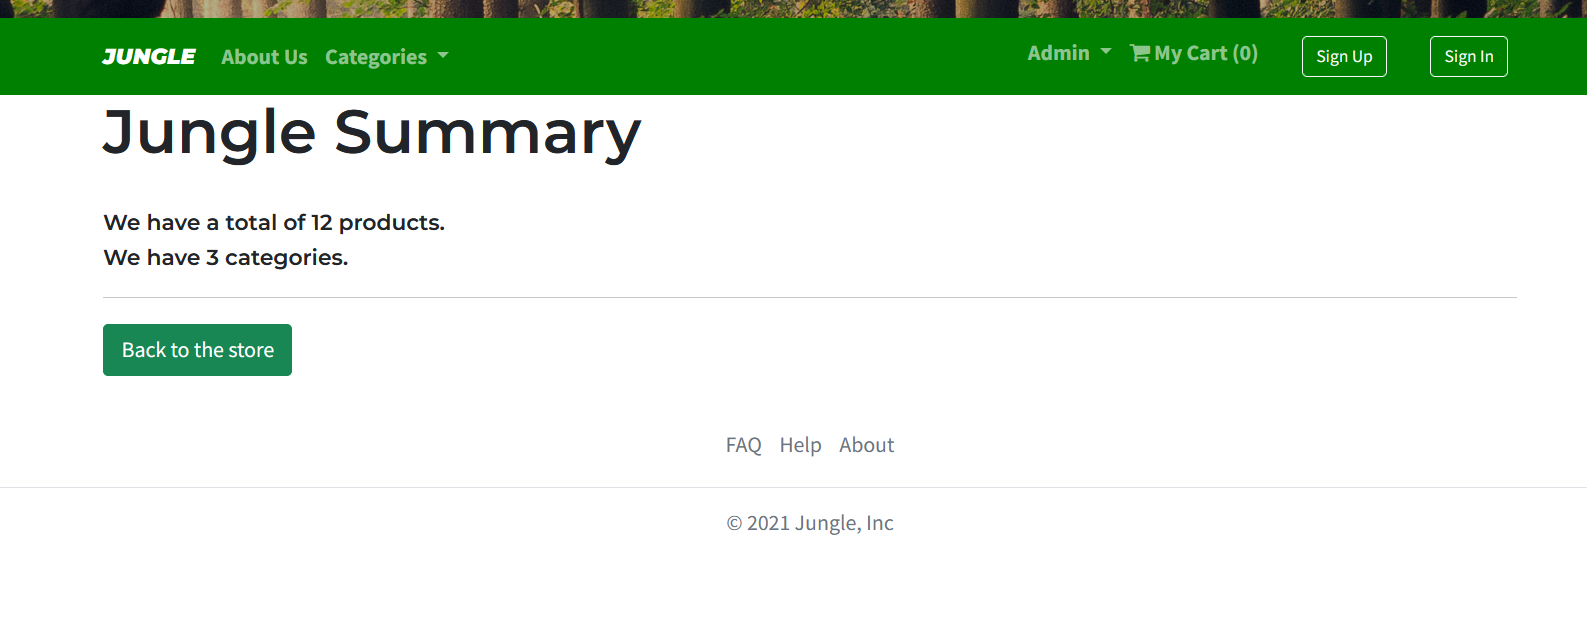 JUNGLE About Us Categories Admin My Cart (0) Sign Up Sign In
Jungle Summary
We have a total of 12 products.
We have 3 categories.
Back to the store
FAQ Help About
© 2021 Jungle, Inc